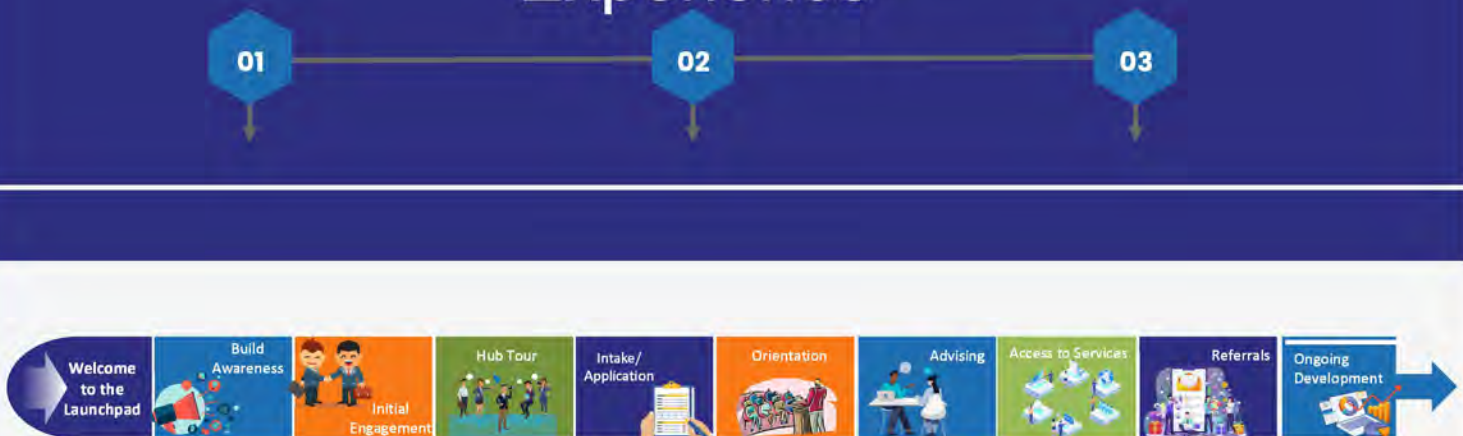 01
02
03
Welcome
to the
Launchpad
Build
Awareness
Initial
Engagement
Hub Tour
Intake/
Application
Orientation
Advising
Access to Services
Referrals
Ongoing
Development